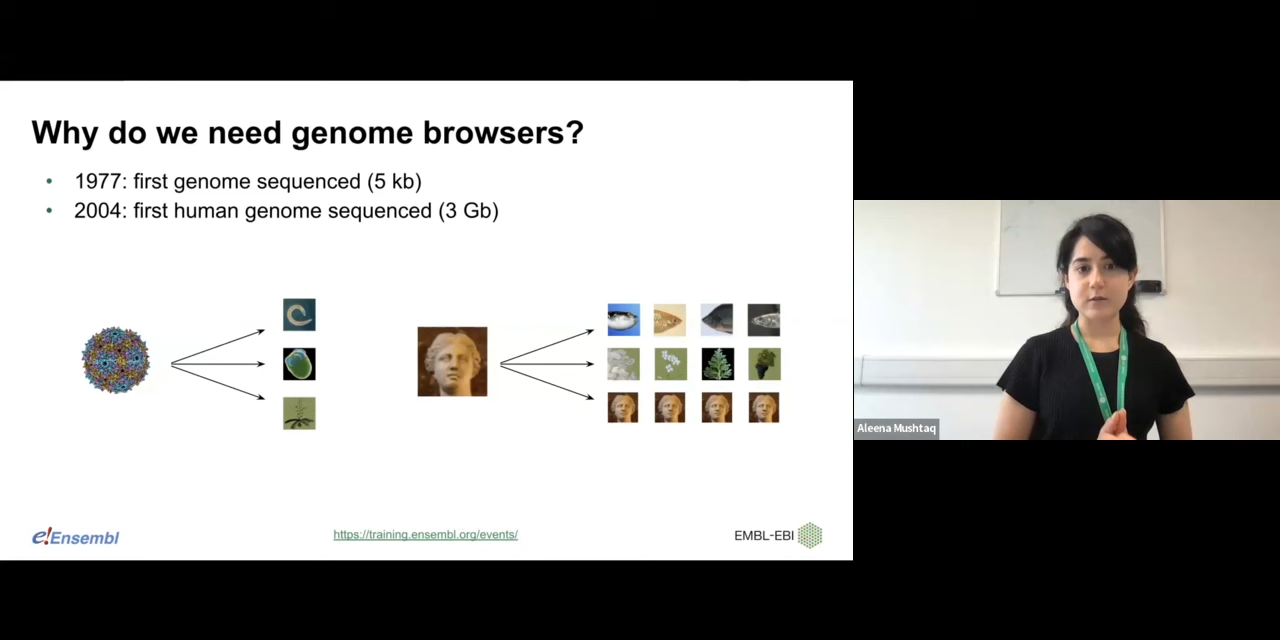 Why do we need genome browsers?
• 1977: first genome sequenced (5 kb)
• 2004: first human genome sequenced (3 Gb)
e!Ensembl
https://training.ensembl.org/events/
EMBL-EBI
Aleena Mushtaq